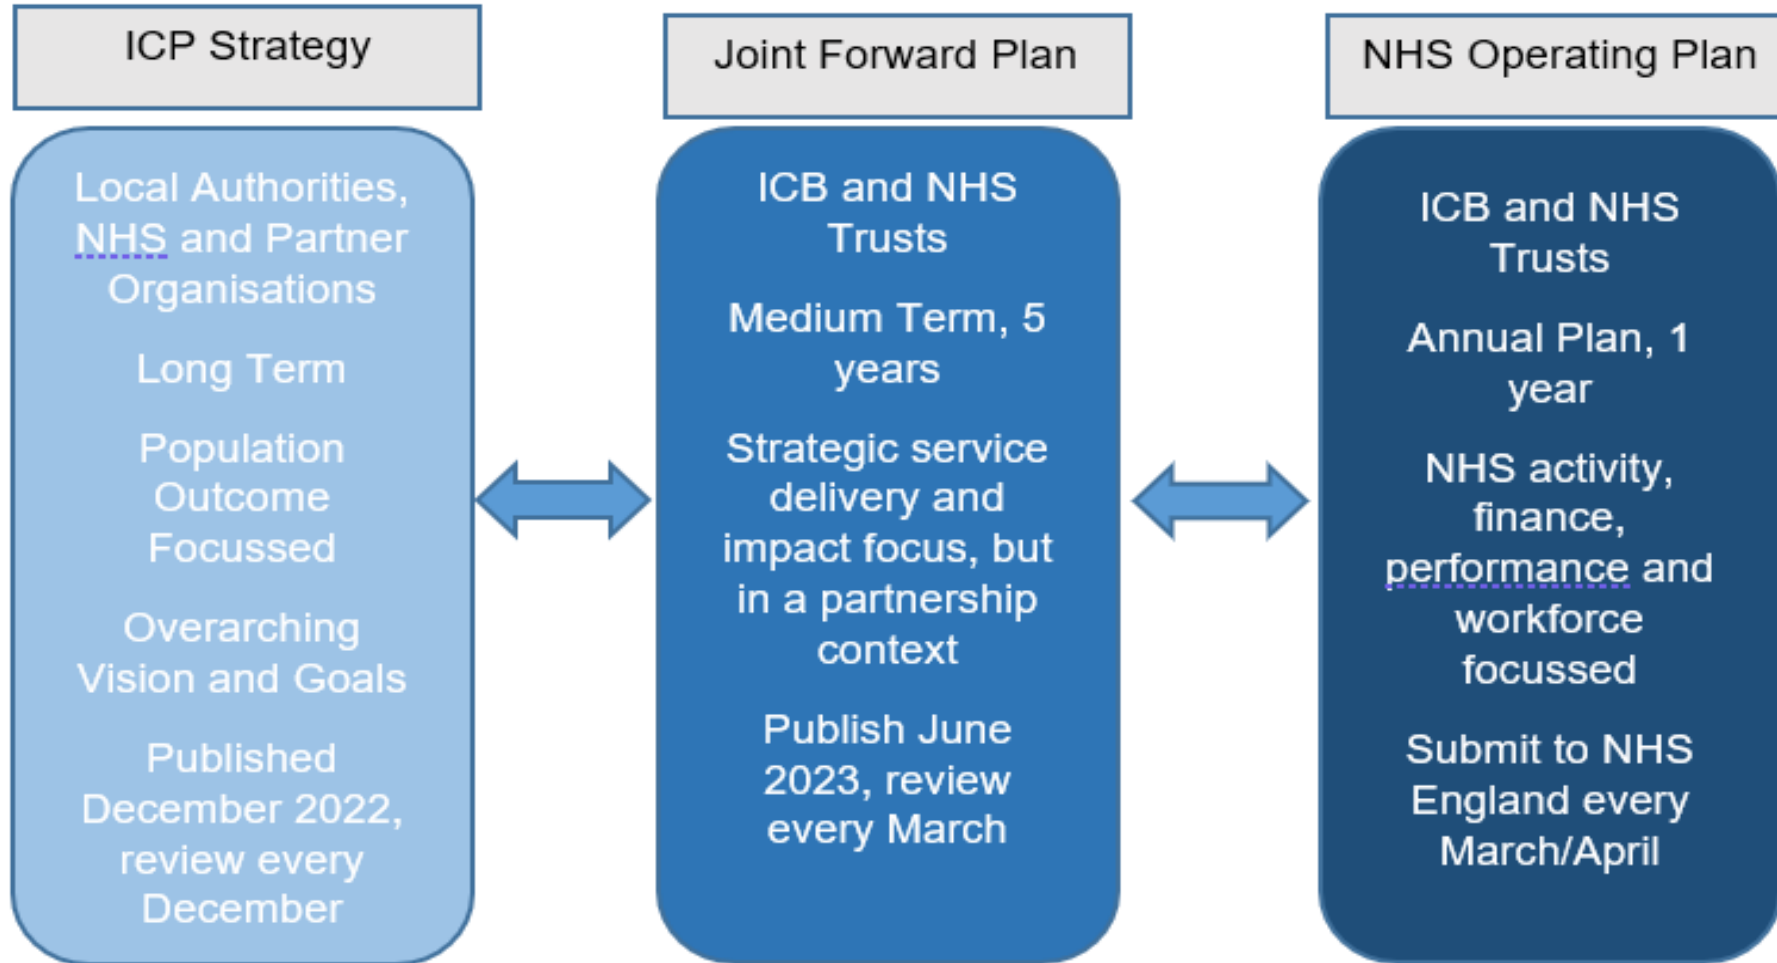 ICP Strategy
Local Authorities,
NHS and Partner
Organisations
Long Term
Population
Outcome
Focussed
Overarching
Vision and Goals
Published
December 2022,
review every
December
Joint Forward Plan
ICB and NHS
Trusts
Medium Term, 5
years
Strategic service
delivery and
impact focus, but
in a partnership
context
Publish June
2023, review
every March
NHS Operating Plan
ICB and NHS
Trusts
Annual Plan, 1
year
NHS activity,
finance,
performance and
workforce
focussed
Submit to NHS
England every
March/April